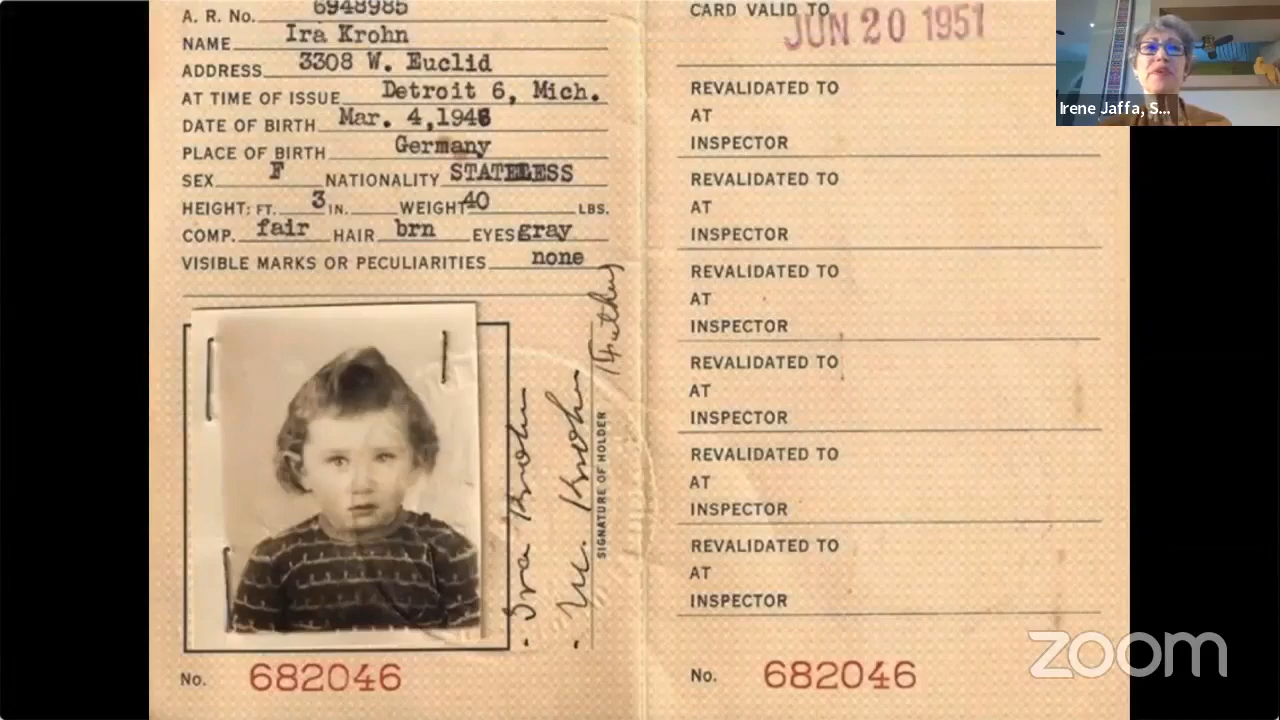 A. R. No. 6948985
NAME Ira Krohn
ADDRESS 3308 W. Euclid
AT TIME OF ISSUE Detroit 6, Mich.
DATE OF BIRTH Mar. 4, 1946
PLACE OF BIRTH Germany
SEX F NATIONALITY STATELESS
HEIGHT: FT. 3 IN. WEIGHT 40 LBS.
COMP. fair HAIR brn EYES gray
VISIBLE MARKS OR PECULIARITIES none
Ira Krohn
M. Krohn (Father)
SIGNATURE OF HOLDER
No. 682046
CARD VALID TO JUN 20 1951
REVALIDATED TO
AT
INSPECTOR
REVALIDATED TO
AT
INSPECTOR
REVALIDATED TO
AT
INSPECTOR
REVALIDATED TO
AT
INSPECTOR
REVALIDATED TO
AT
INSPECTOR
REVALIDATED TO
AT
INSPECTOR
No. 682046
Irene Jaffa, S...
zoom